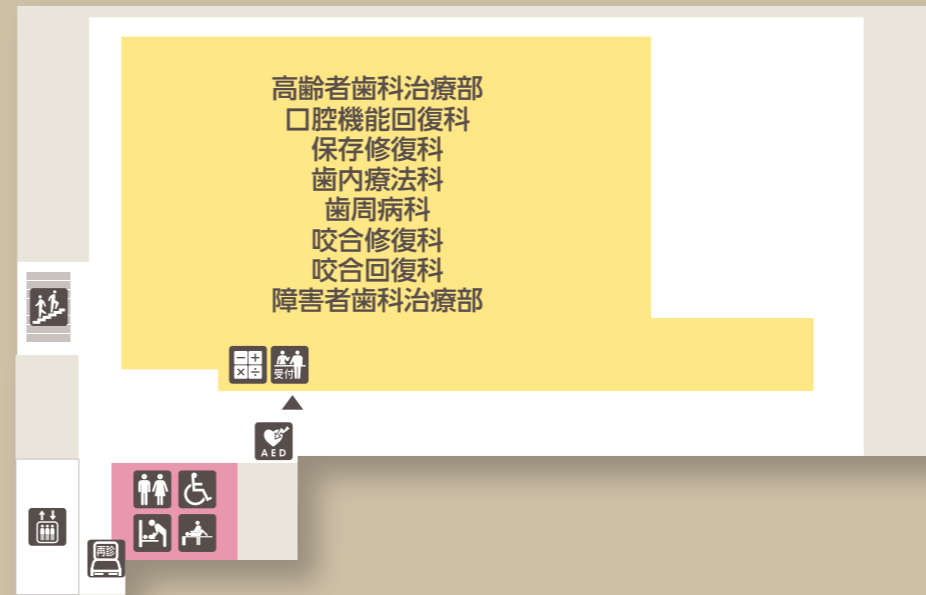 高齢者歯科治療部
口腔機能回復科
保存修復科
歯内療法科
歯周病科
咬合修復科
咬合回復科
障害者歯科治療部
受付
AED
再診